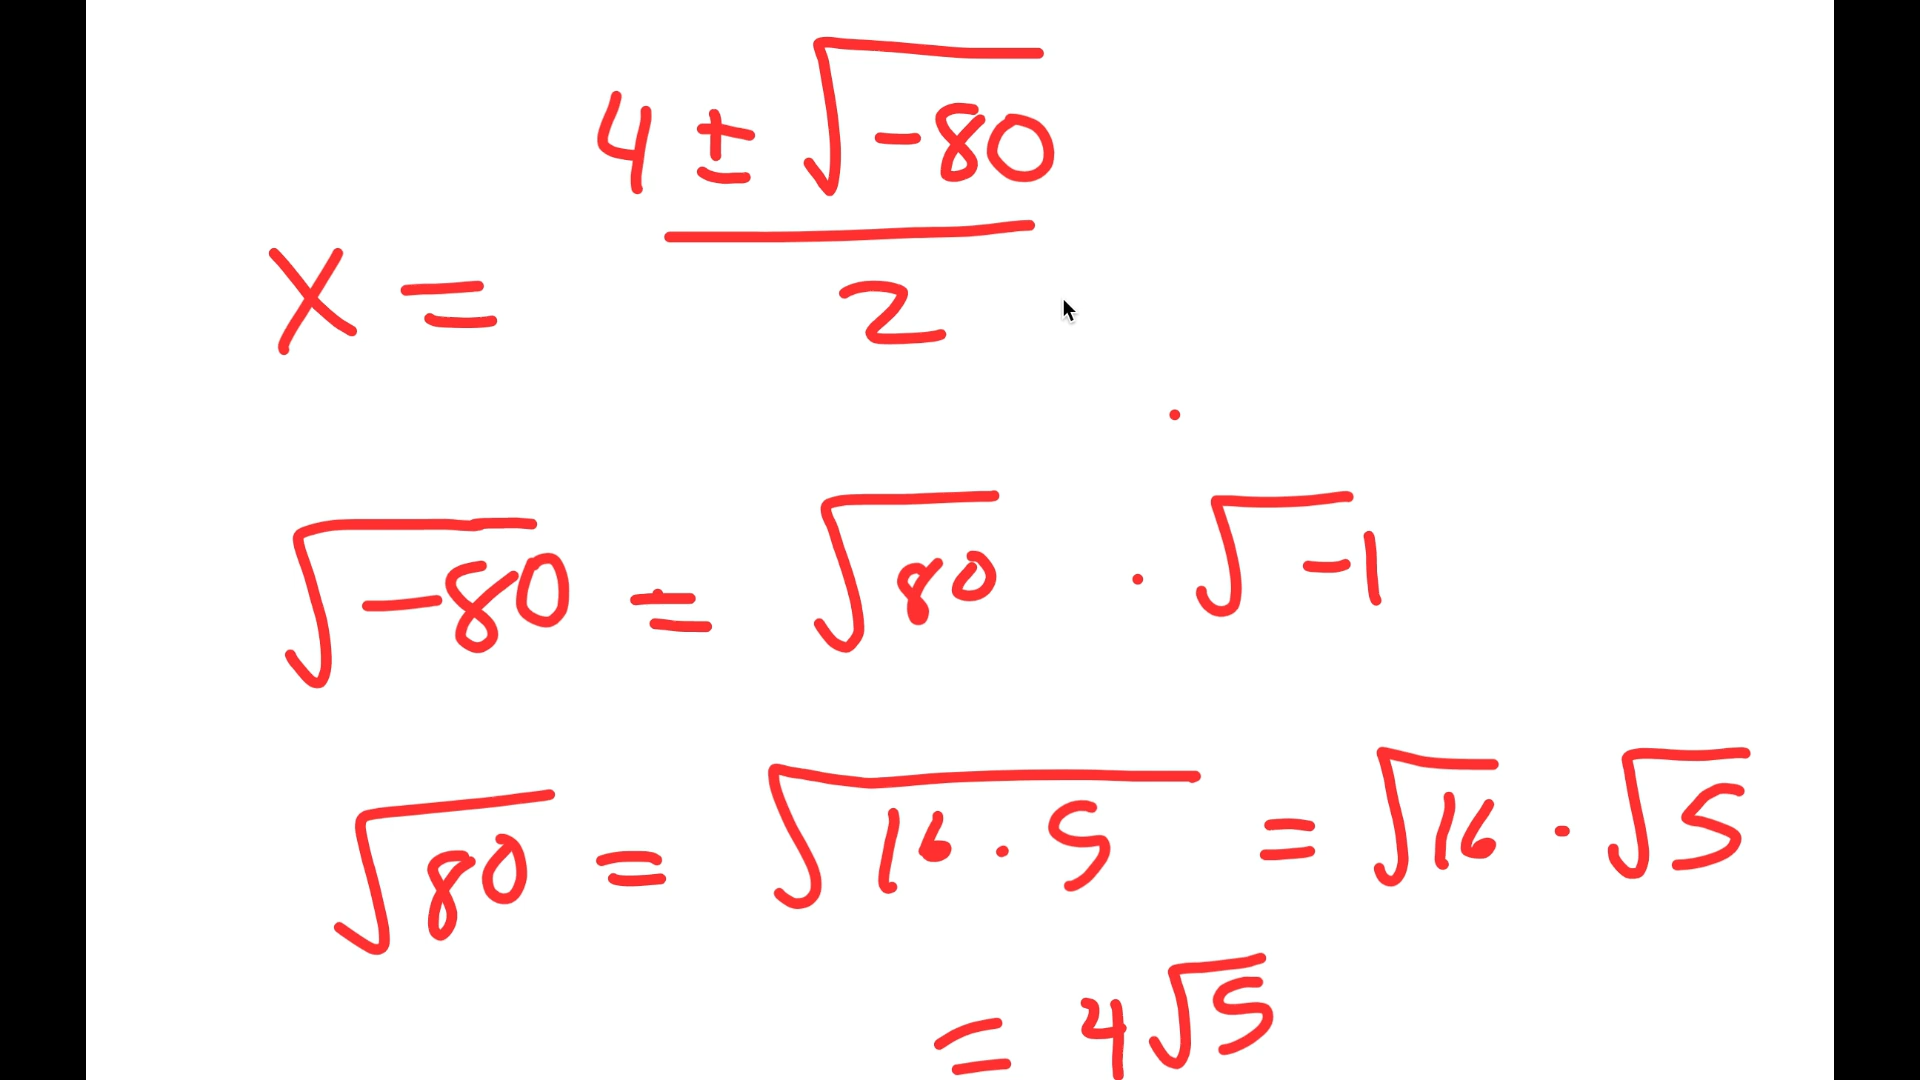 x = (4 ± √-80) / 2
√-80 = √80 · √-1
√80 = √16·5 = √16 · √5
= 4√5